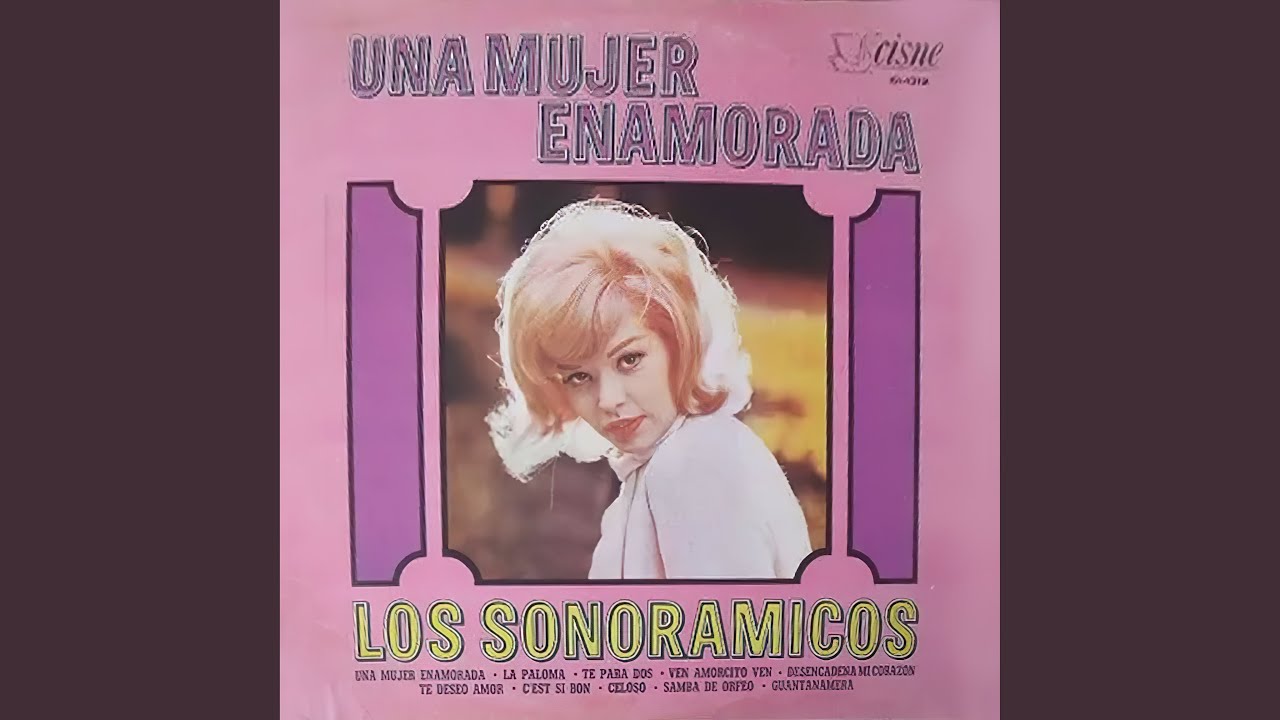 UNA MUJER
ENAMORADA
cisne
LOS SONORAMICOS
UNA MUJER ENAMORADA · LA PALOMA · TE PARA DOS · VEN AMORCITO VEN · DESENCADENA MI CORAZON
TE DESEO AMOR · C'EST SI BON · CELOSO · SAMBA DE ORFEO · GUANTANAMERA